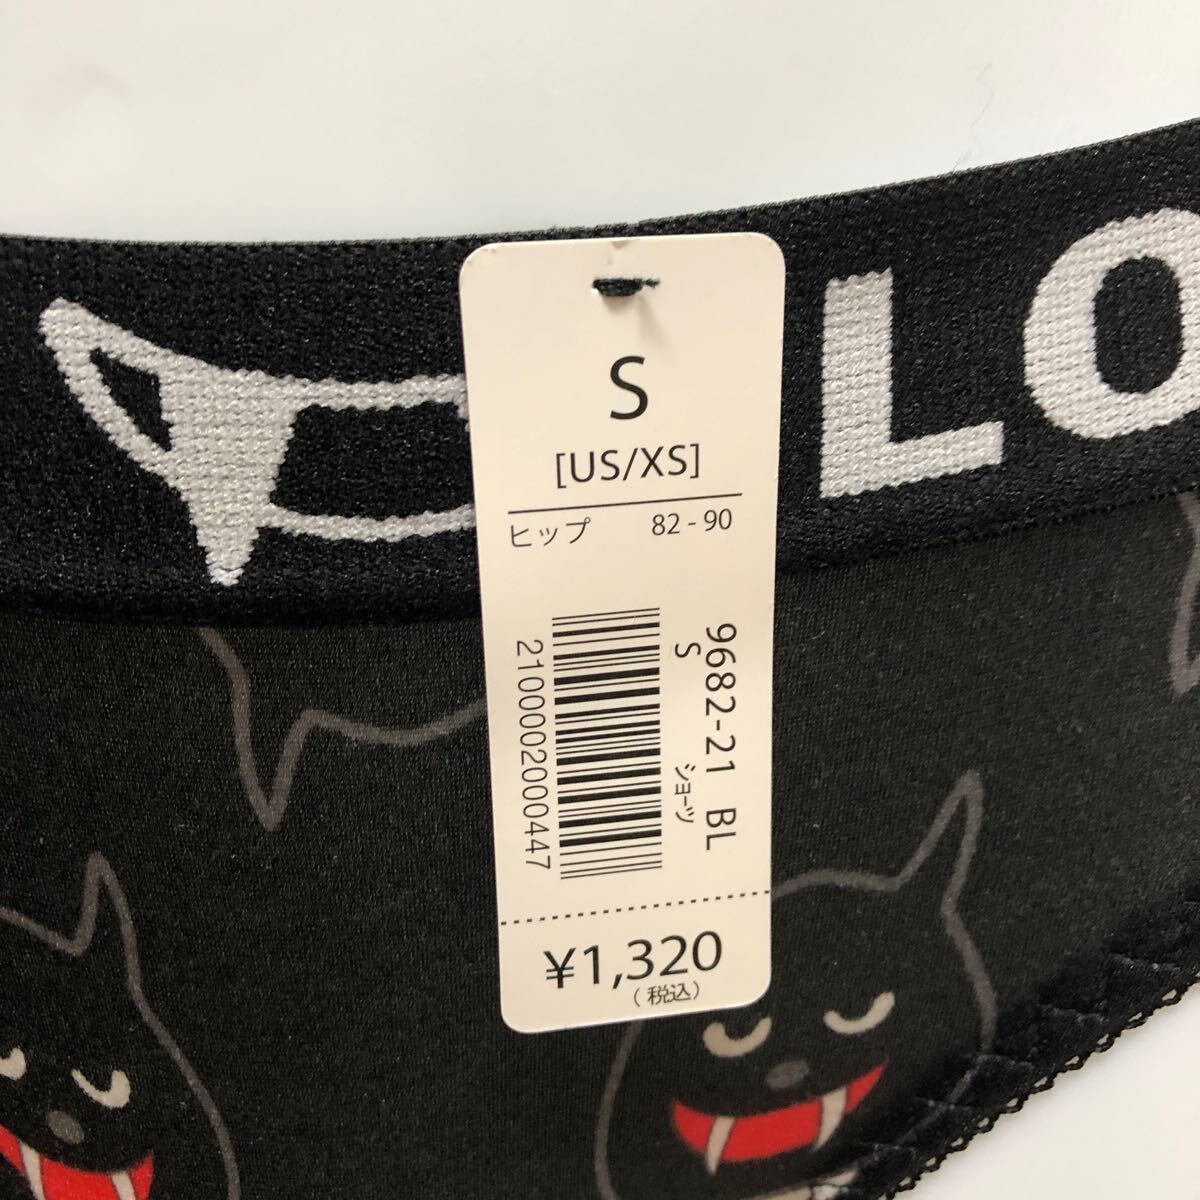 LO
S
[US/XS]
ヒップ 82 - 90
9682-21 BL
S ショーツ
2100002000447
¥1,320
(税込)